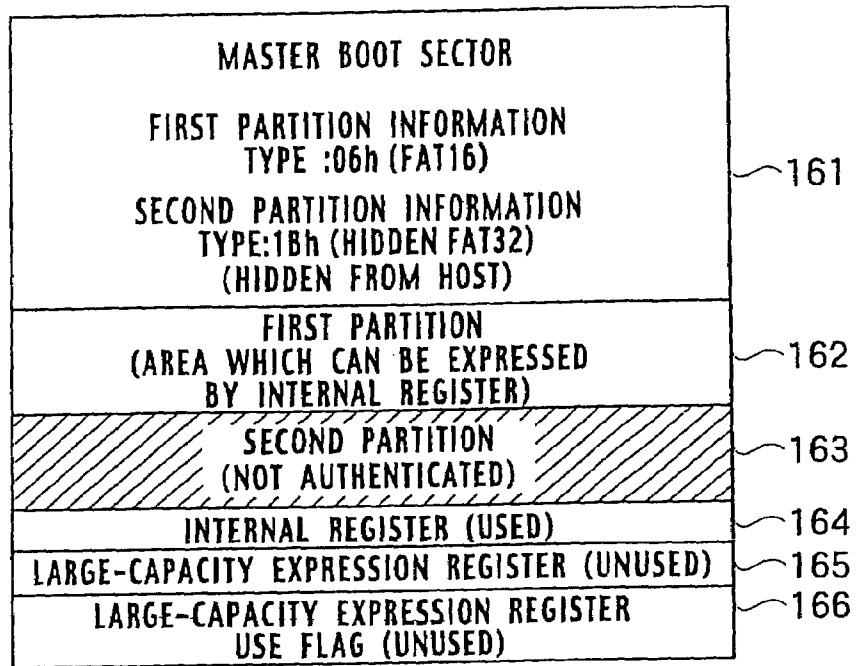 MASTER BOOT SECTOR
FIRST PARTITION INFORMATION
TYPE :06h (FAT16)
SECOND PARTITION INFORMATION
TYPE:1Bh (HIDDEN FAT32)
(HIDDEN FROM HOST)
161
FIRST PARTITION
(AREA WHICH CAN BE EXPRESSED
BY INTERNAL REGISTER)
162
SECOND PARTITION
(NOT AUTHENTICATED)
163
INTERNAL REGISTER (USED)
164
LARGE-CAPACITY EXPRESSION REGISTER (UNUSED)
165
LARGE-CAPACITY EXPRESSION REGISTER
USE FLAG (UNUSED)
166